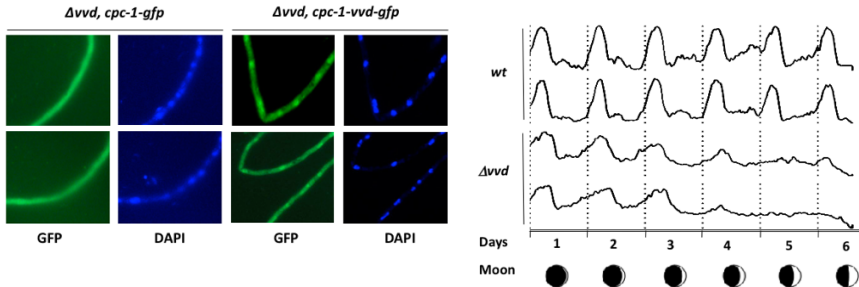 Δvvd, cpc-1-gfp
Δvvd, cpc-1-vvd-gfp
GFP
DAPI
GFP
DAPI
wt
Δvvd
Days
1
2
3
4
5
6
Moon